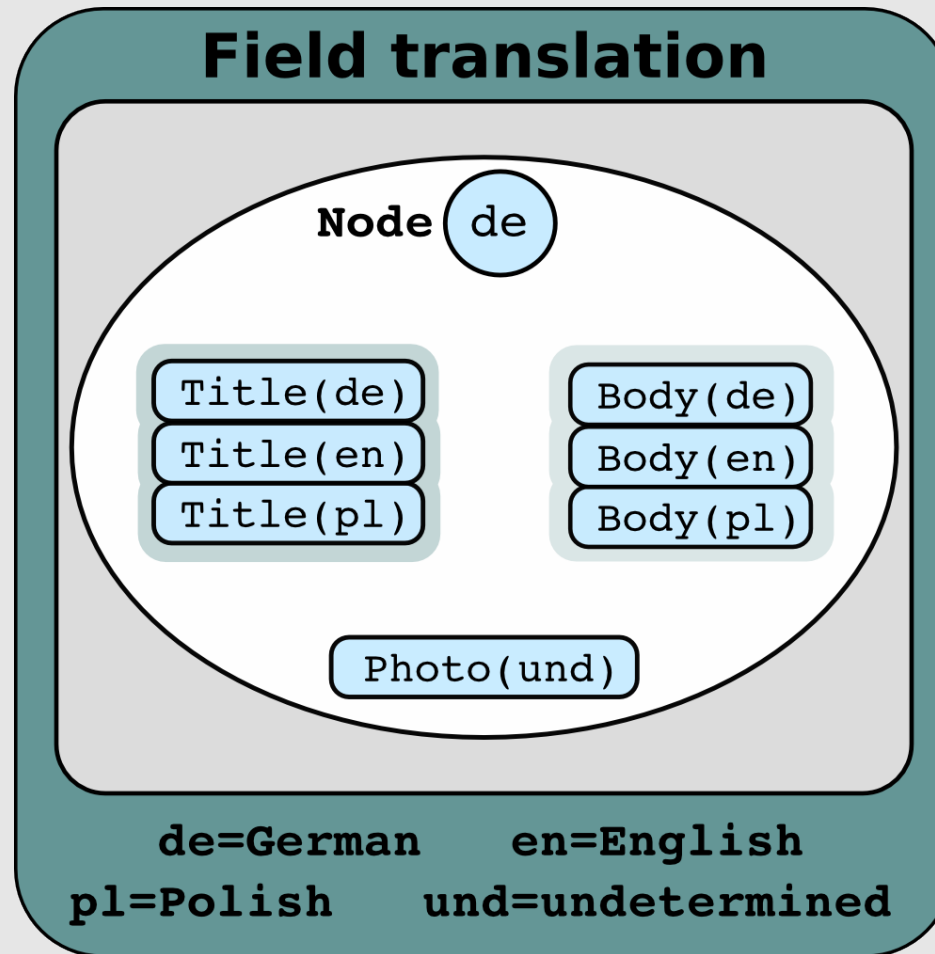 Field translation
Node de
Title(de)
Title(en)
Title(pl)
Body(de)
Body(en)
Body(pl)
Photo(und)
de=German en=English
pl=Polish und=undetermined